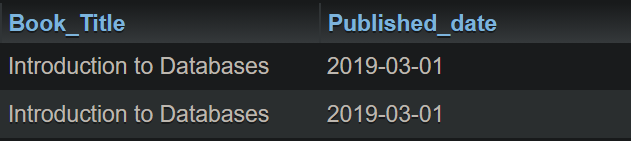 Book_Title Published_date
Introduction to Databases 2019-03-01
Introduction to Databases 2019-03-01